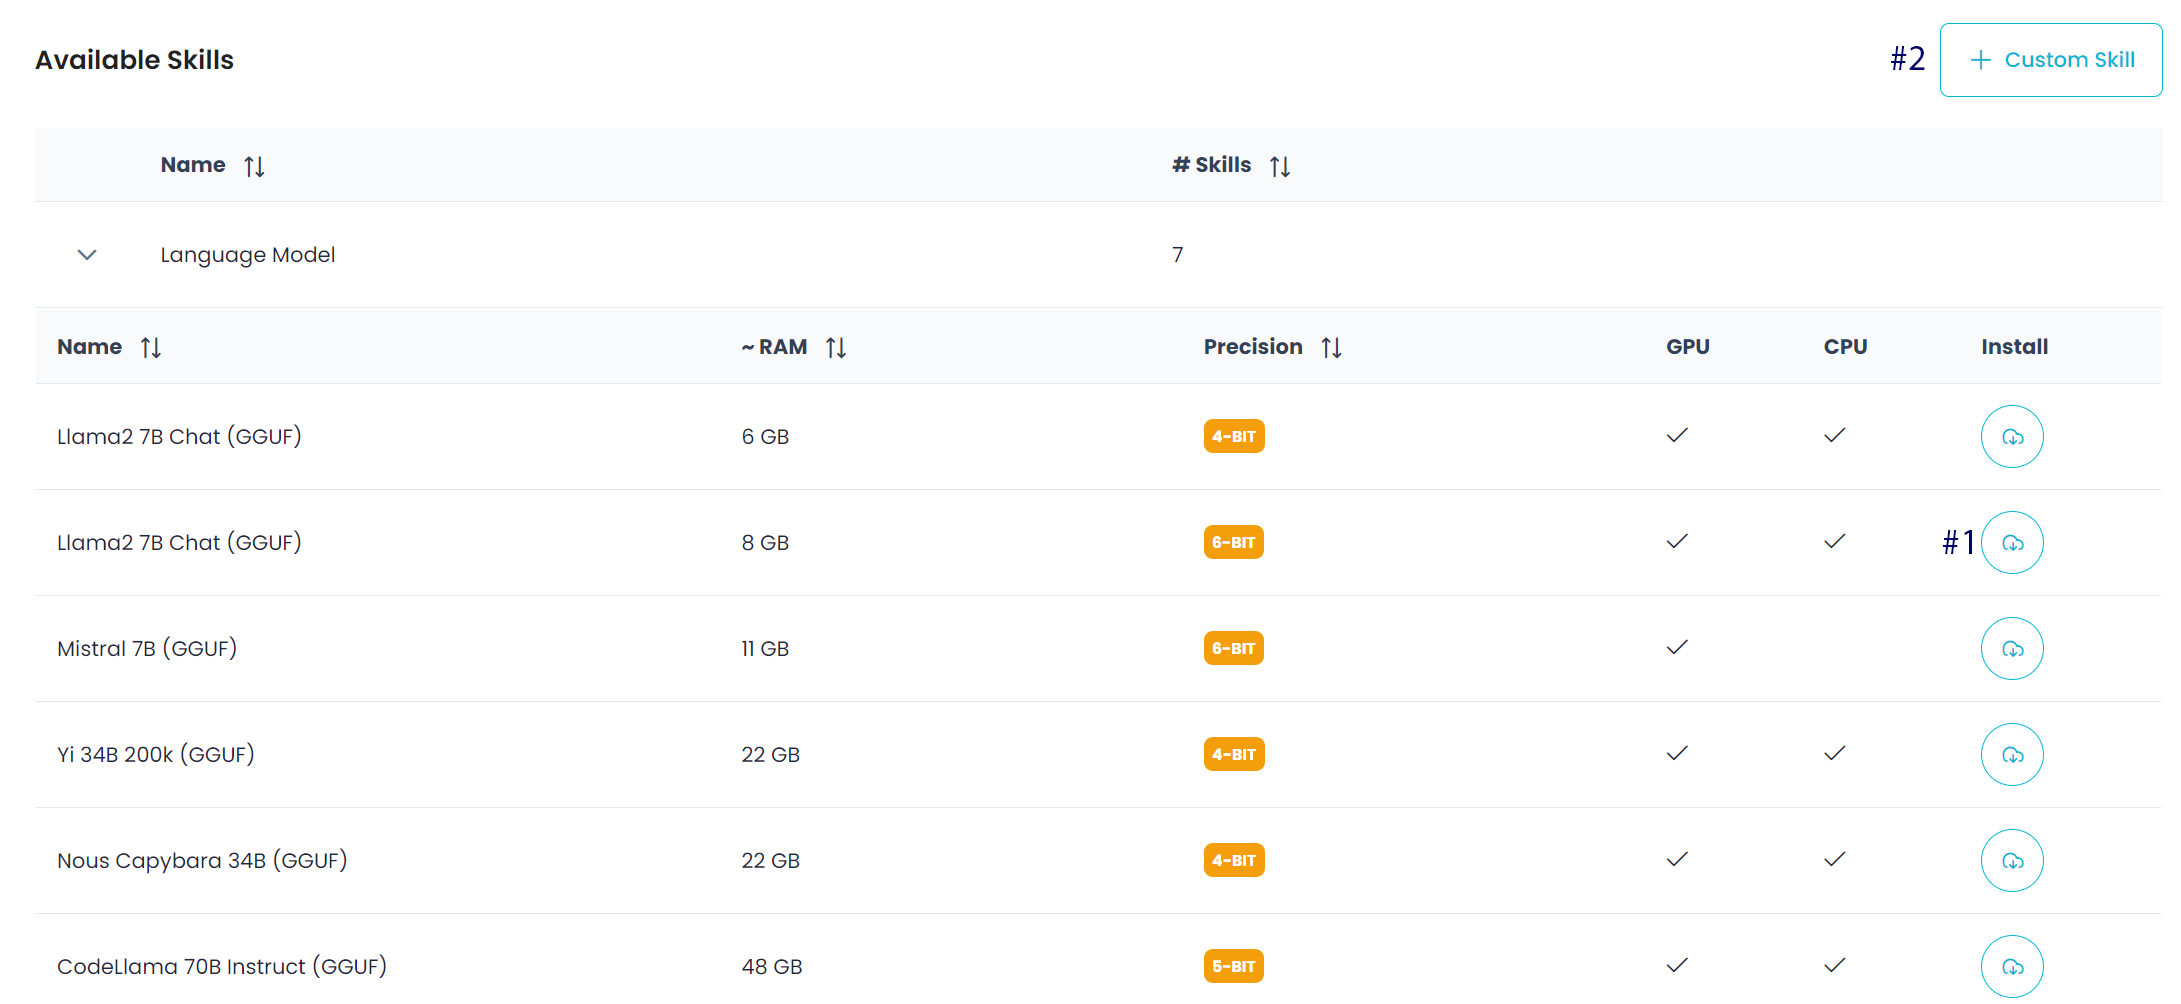 Available Skills
#2 + Custom Skill
Name # Skills
Language Model 7
Name ~ RAM Precision GPU CPU Install
Llama2 7B Chat (GGUF) 6 GB 4-BIT
Llama2 7B Chat (GGUF) 8 GB 6-BIT #1
Mistral 7B (GGUF) 11 GB 6-BIT
Yi 34B 200k (GGUF) 22 GB 4-BIT
Nous Capybara 34B (GGUF) 22 GB 4-BIT
CodeLlama 70B Instruct (GGUF) 48 GB 5-BIT